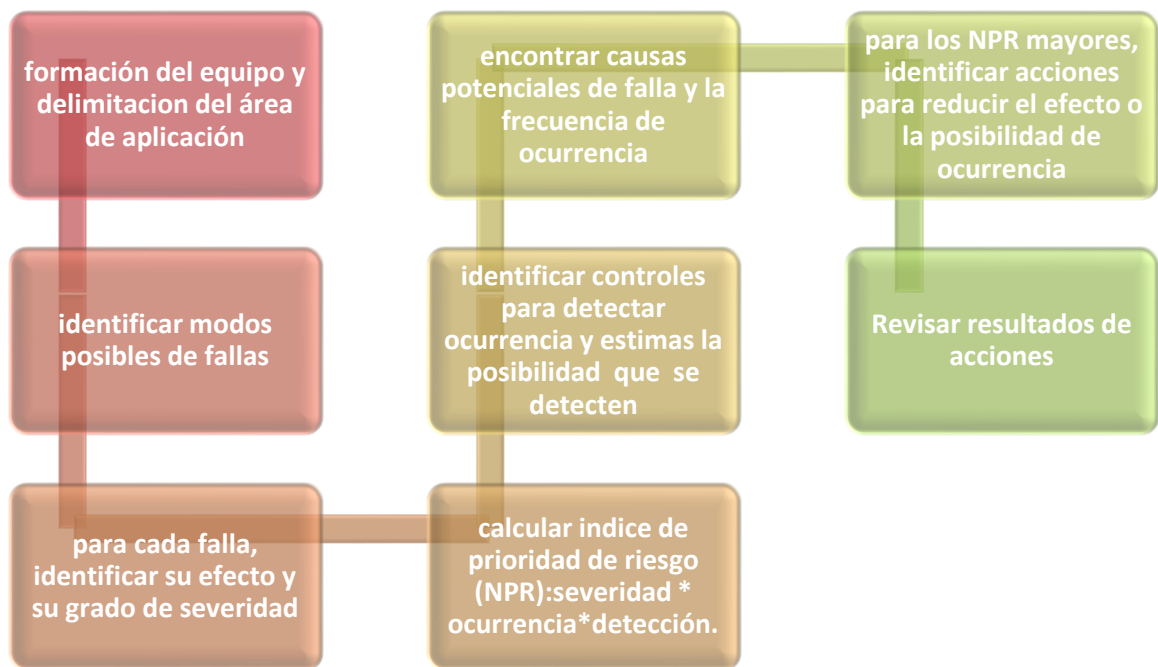 formación del equipo y
delimitacion del área
de aplicación
identificar modos
posibles de fallas
para cada falla,
identificar su efecto y
su grado de severidad
calcular indice de
prioridad de riesgo
(NPR):severidad *
ocurrencia*detección.
identificar controles
para detectar
ocurrencia y estimas la
posibilidad que se
detecten
encontrar causas
potenciales de falla y la
frecuencia de
ocurrencia
para los NPR mayores,
identificar acciones
para reducir el efecto o
la posibilidad de
ocurrencia
Revisar resultados de
acciones